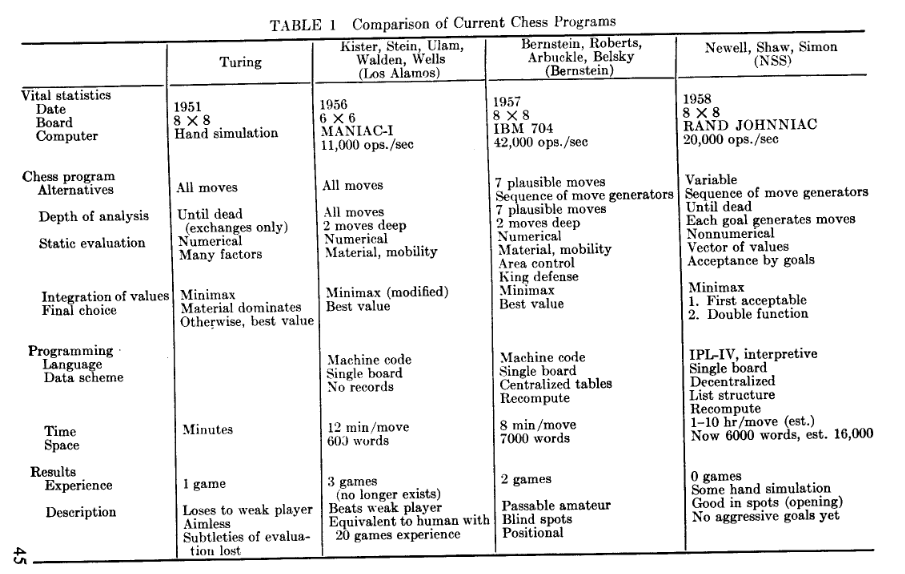 TABLE 1 Comparison of Current Chess Programs
Turing
Kister, Stein, Ulam,
Walden, Wells
(Los Alamos)
Bernstein, Roberts,
Arbuckle, Belsky
(Bernstein)
Newell, Shaw, Simon
(NSS)
Vital statistics
Date 1951 1956 1957 1958
Board 8 × 8 6 × 6 8 × 8 8 × 8
Computer Hand simulation MANIAC-I IBM 704 RAND JOHNNIAC
11,000 ops./sec 42,000 ops./sec 20,000 ops./sec
Chess program
Alternatives All moves All moves 7 plausible moves Variable
Sequence of move generators Sequence of move generators
Depth of analysis Until dead All moves 7 plausible moves Until dead
(exchanges only) 2 moves deep 2 moves deep Each goal generates moves
Static evaluation Numerical Numerical Numerical Nonnumerical
Many factors Material, mobility Material, mobility Vector of values
Area control Acceptance by goals
King defense
Integration of values Minimax Minimax (modified) Minimax Minimax
Final choice Material dominates Best value Best value 1. First acceptable
Otherwise, best value 2. Double function
Programming
Language Machine code Machine code IPL-IV, interpretive
Data scheme Single board Single board Single board
No records Centralized tables Decentralized
Recompute List structure
Recompute
Time Minutes 12 min/move 8 min/move 1–10 hr/move (est.)
Space 600 words 7000 words Now 6000 words, est. 16,000
Results
Experience 1 game 3 games 2 games 0 games
(no longer exists) Some hand simulation
Description Loses to weak player Beats weak player Passable amateur Good in spots (opening)
Aimless Equivalent to human with Blind spots No aggressive goals yet
Subtleties of evalua- 20 games experience Positional
tion lost
45